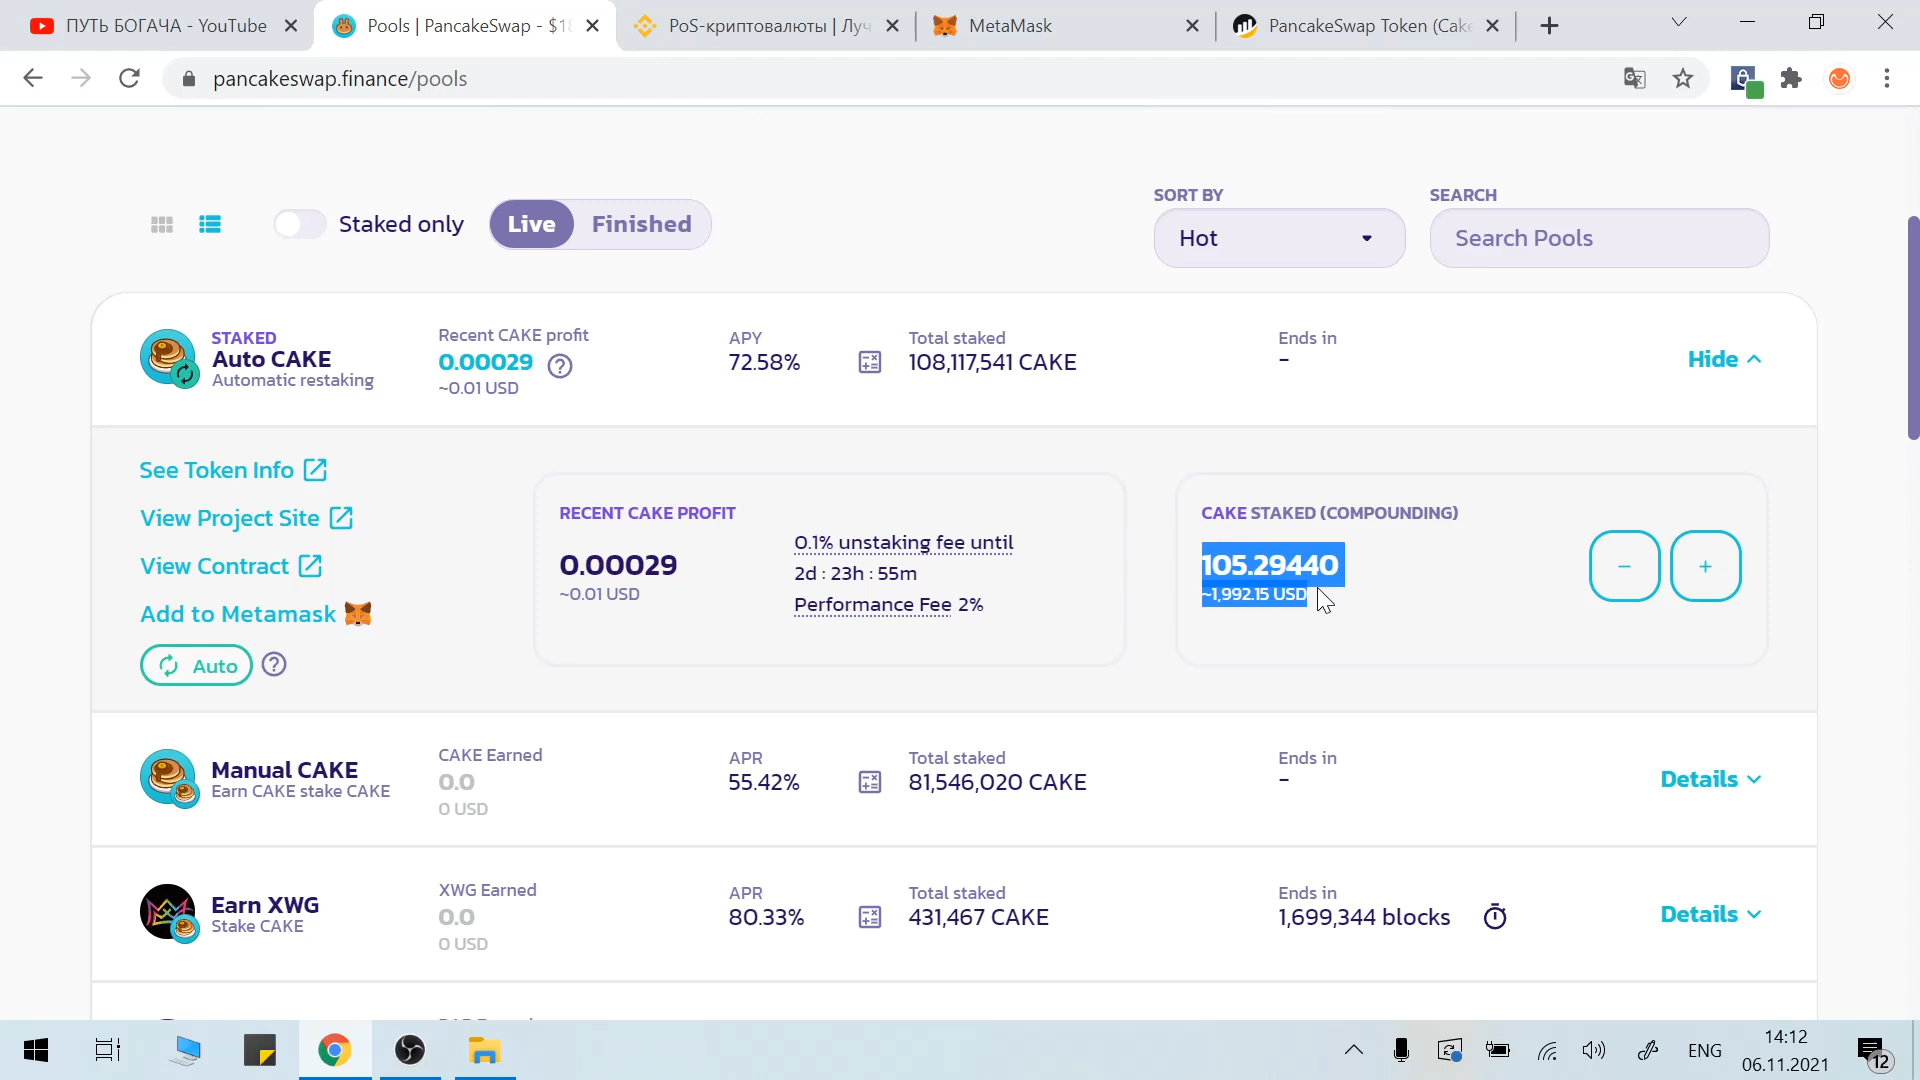 ПУТЬ БОГАЧА - YouTube
Pools | PancakeSwap - $18
PoS-криптовалюты | Луч
MetaMask
PancakeSwap Token (Cake
pancakeswap.finance/pools
Staked only
Live
Finished
SORT BY
Hot
SEARCH
Search Pools
STAKED
Auto CAKE
Automatic restaking
Recent CAKE profit
0.00029
~0.01 USD
APY
72.58%
Total staked
108,117,541 CAKE
Ends in
-
Hide
See Token Info
View Project Site
View Contract
Add to Metamask
Auto
RECENT CAKE PROFIT
0.00029
~0.01 USD
0.1% unstaking fee until
2d : 23h : 55m
Performance Fee 2%
CAKE STAKED (COMPOUNDING)
105.29440
~1,992.15 USD
Manual CAKE
Earn CAKE stake CAKE
CAKE Earned
0.0
0 USD
APR
55.42%
Total staked
81,546,020 CAKE
Ends in
-
Details
Earn XWG
Stake CAKE
XWG Earned
0.0
0 USD
APR
80.33%
Total staked
431,467 CAKE
Ends in
1,699,344 blocks
Details
ENG
14:12
06.11.2021
12